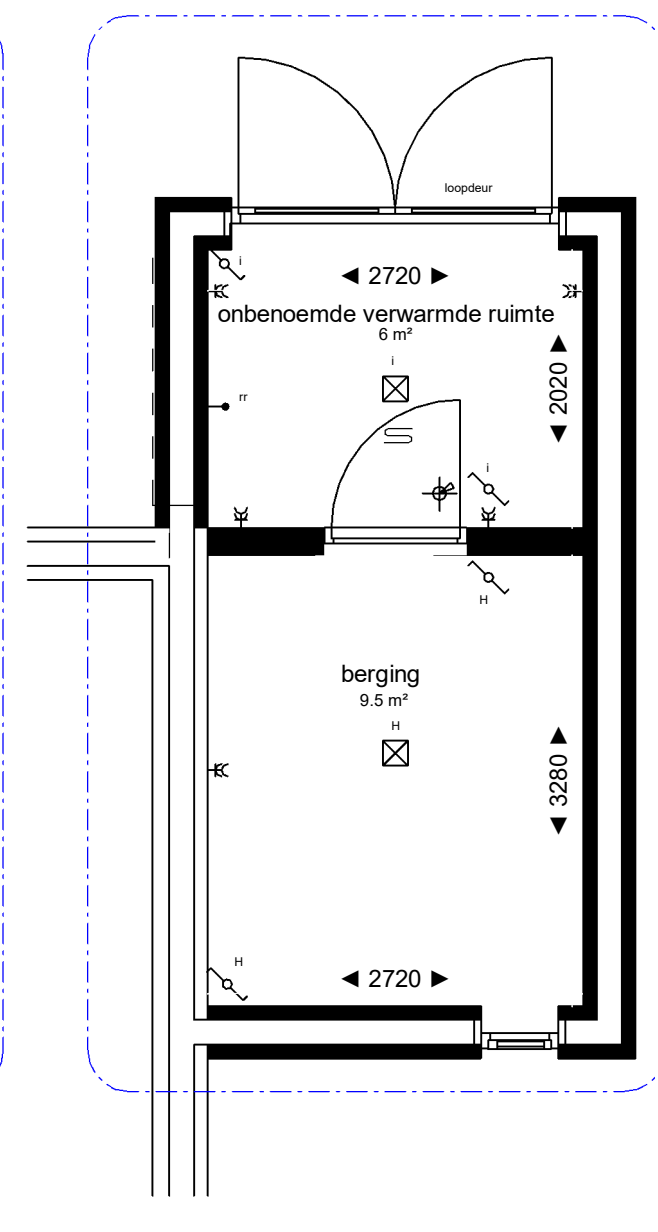 loopdeur
i
◄ 2720 ►
onbenoemde verwarmde ruimte
6 m²
i
◄ 2020 ►
rr
i
H
berging
9.5 m²
H
◄ 3280 ►
H
◄ 2720 ►